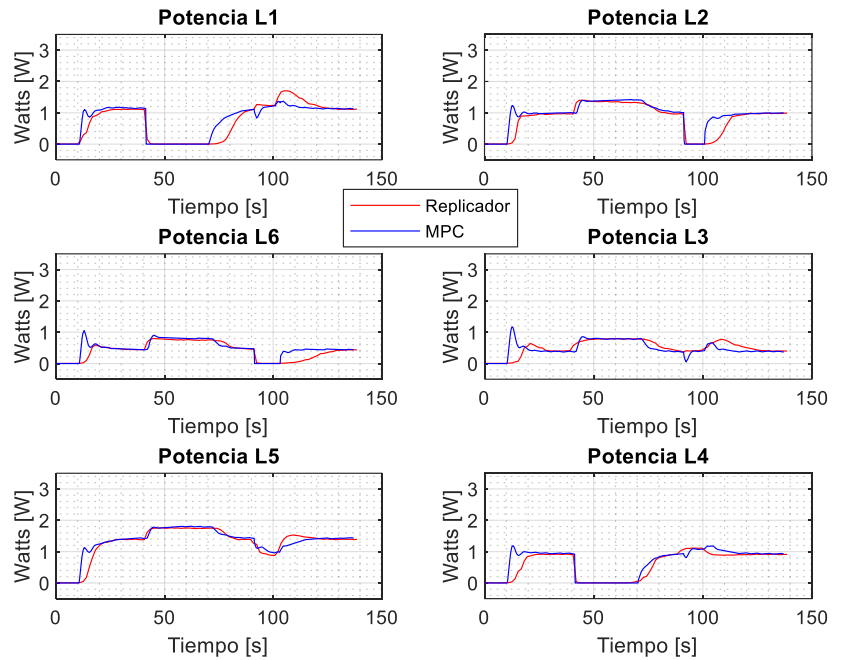 Potencia L1
Watts [W]
3
2
1
0
0 50 100 150
Tiempo [s]
Potencia L2
Watts [W]
3
2
1
0
0 50 100 150
Tiempo [s]
Replicador
MPC
Potencia L6
Watts [W]
3
2
1
0
0 50 100 150
Tiempo [s]
Potencia L3
Watts [W]
3
2
1
0
0 50 100 150
Tiempo [s]
Potencia L5
Watts [W]
3
2
1
0
0 50 100 150
Tiempo [s]
Potencia L4
Watts [W]
3
2
1
0
0 50 100 150
Tiempo [s]